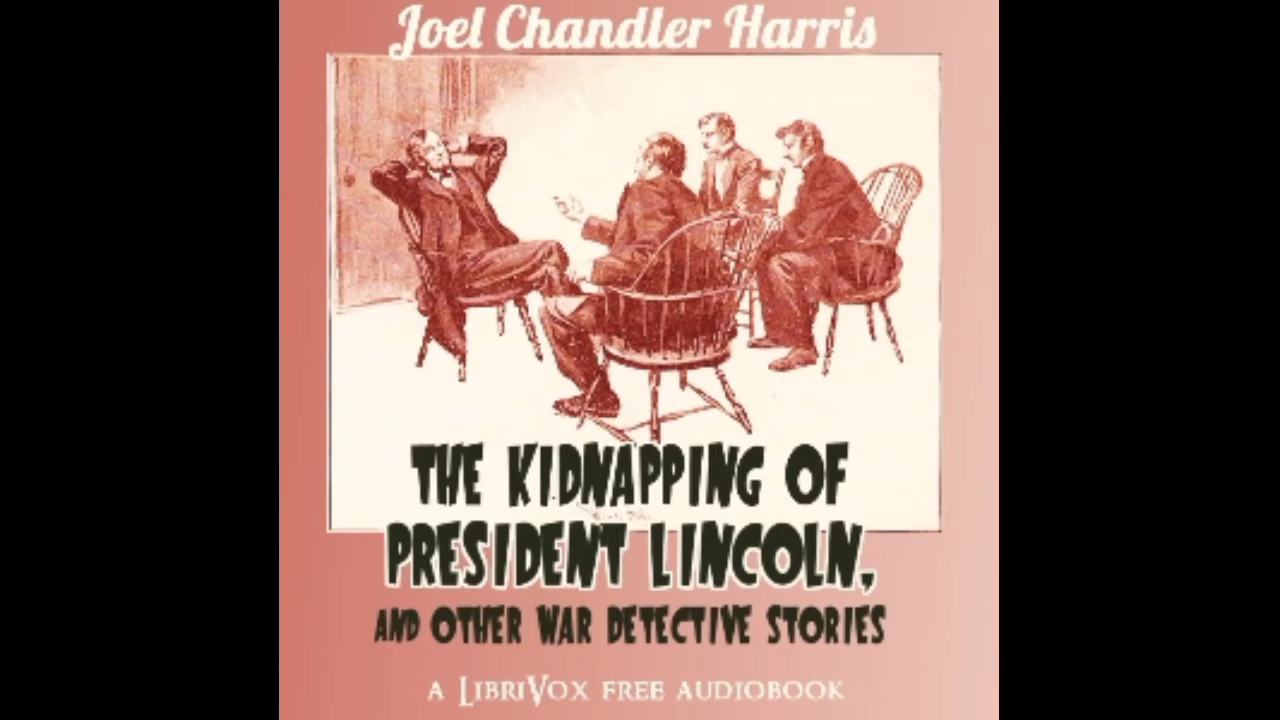 Joel Chandler Harris
THE KIDNAPPING OF
PRESIDENT LINCOLN,
AND OTHER WAR DETECTIVE STORIES
A LIBRIVOX FREE AUDIOBOOK